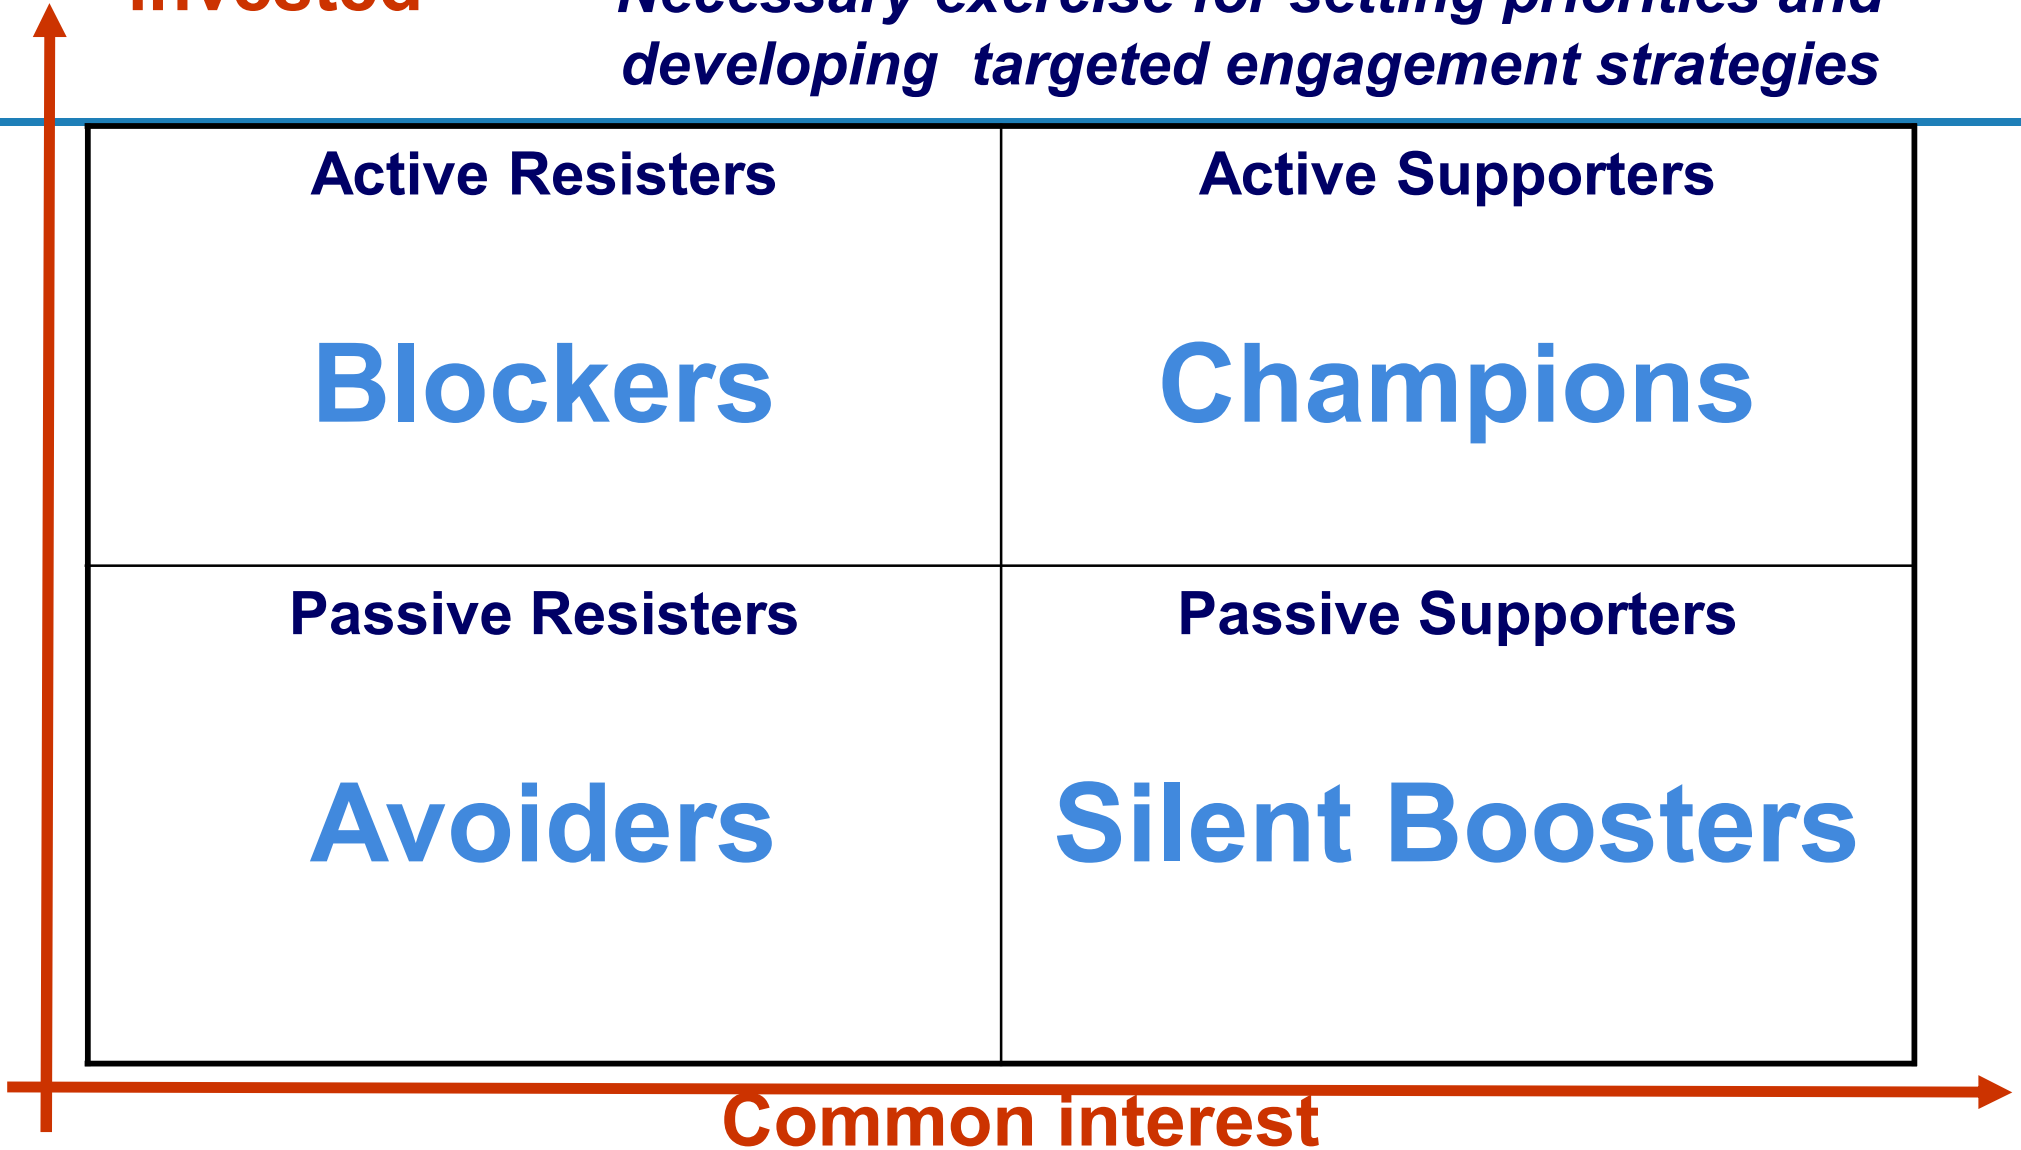 Invested
Necessary exercise for setting priorities and
developing targeted engagement strategies
Active Resisters
Active Supporters
Blockers
Champions
Passive Resisters
Passive Supporters
Avoiders
Silent Boosters
Common interest